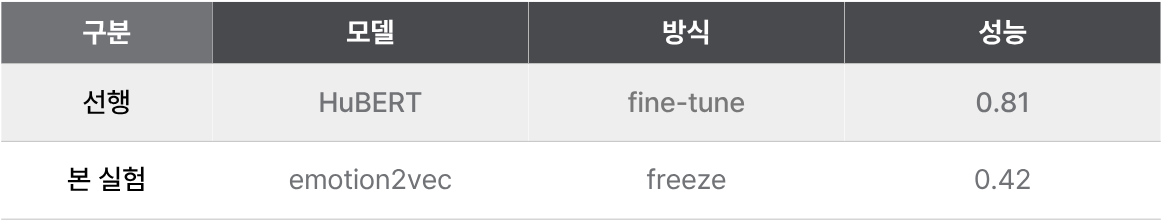 구분 모델 방식 성능
선행 HuBERT fine-tune 0.81
본 실험 emotion2vec freeze 0.42